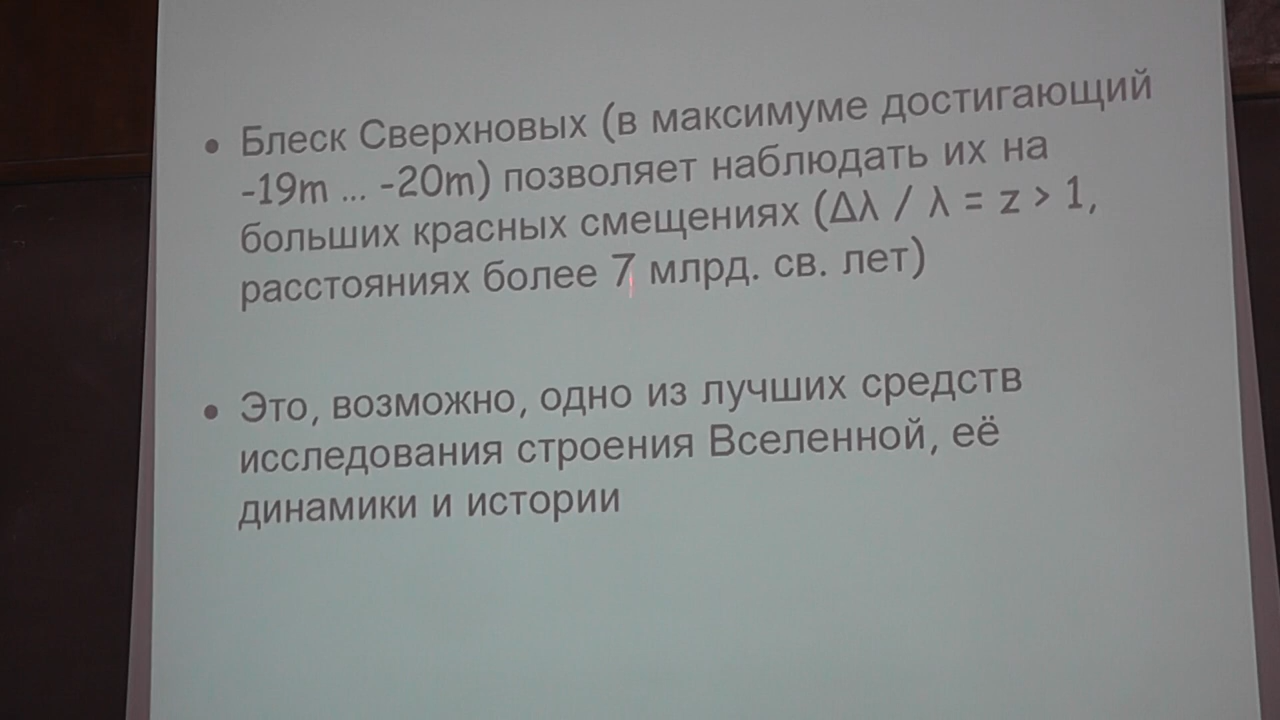 • Блеск Сверхновых (в максимуме достигающий
-19m ... -20m) позволяет наблюдать их на
больших красных смещениях (Δλ / λ = z > 1,
расстояниях более 7 млрд. св. лет)
• Это, возможно, одно из лучших средств
исследования строения Вселенной, её
динамики и истории